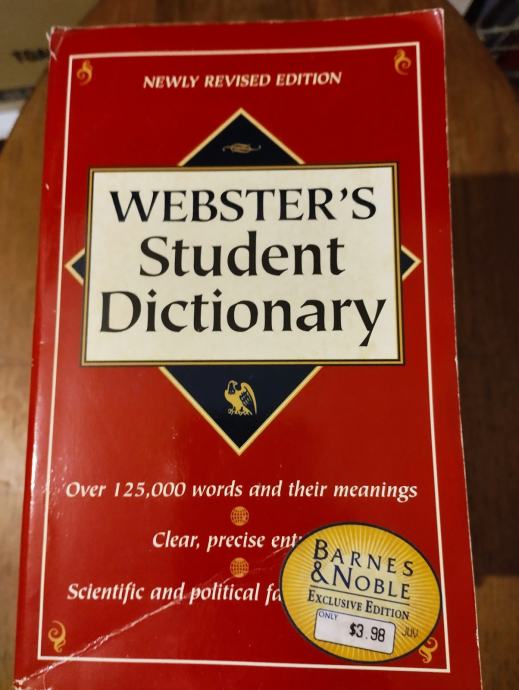 NEWLY REVISED EDITION
WEBSTER'S
Student
Dictionary
Over 125,000 words and their meanings
Clear, precise
Scientific and political
BARNES
& NOBLE
EXCLUSIVE EDITION
ONLY
$3.98